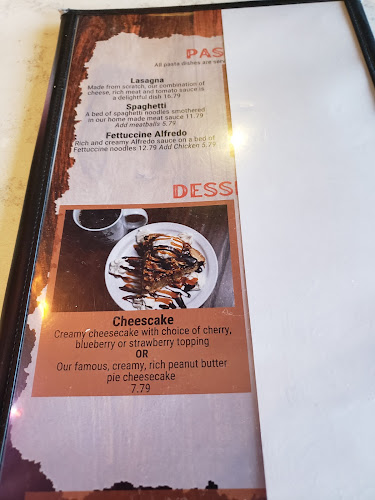 PAS
All pasta dishes are serv
Lasagna
Made from scratch, our combination of
cheese, rich meat and tomato sauce is
a delightful dish 16.79
Spaghetti
A bed of spaghetti noodles smothered
in our home made meat sauce 11.79
Add meatballs 5.79
Fettuccine Alfredo
Rich and creamy Alfredo sauce on a bed of
Fettuccine noodles 12.79 Add Chicken 5.79
DESS
Cheescake
Creamy cheesecake with choice of cherry,
blueberry or strawberry topping
OR
Our famous, creamy, rich peanut butter
pie cheesecake
7.79